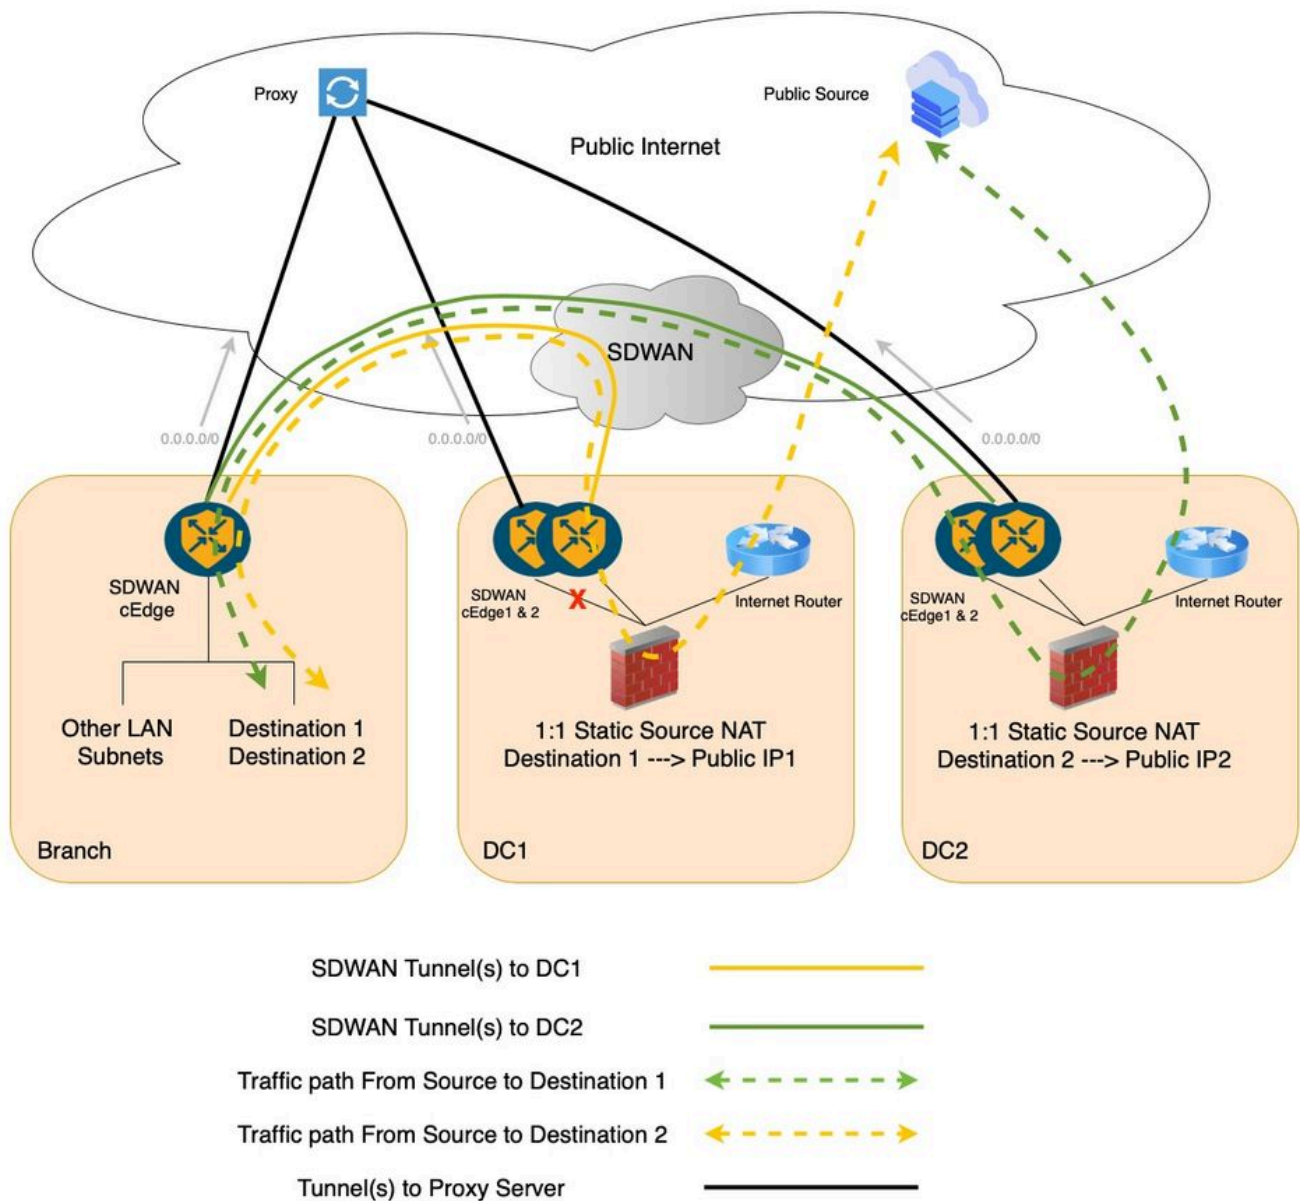 Proxy
Public Source
Public Internet
SDWAN
0.0.0.0/0
0.0.0.0/0
0.0.0.0/0
SDWAN
cEdge
SDWAN
cEdge1 & 2
X
Internet Router
SDWAN
cEdge1 & 2
Internet Router
Other LAN
Subnets
Destination 1
Destination 2
1:1 Static Source NAT
Destination 1 ---> Public IP1
1:1 Static Source NAT
Destination 2 ---> Public IP2
Branch
DC1
DC2
SDWAN Tunnel(s) to DC1
SDWAN Tunnel(s) to DC2
Traffic path From Source to Destination 1
Traffic path From Source to Destination 2
Tunnel(s) to Proxy Server